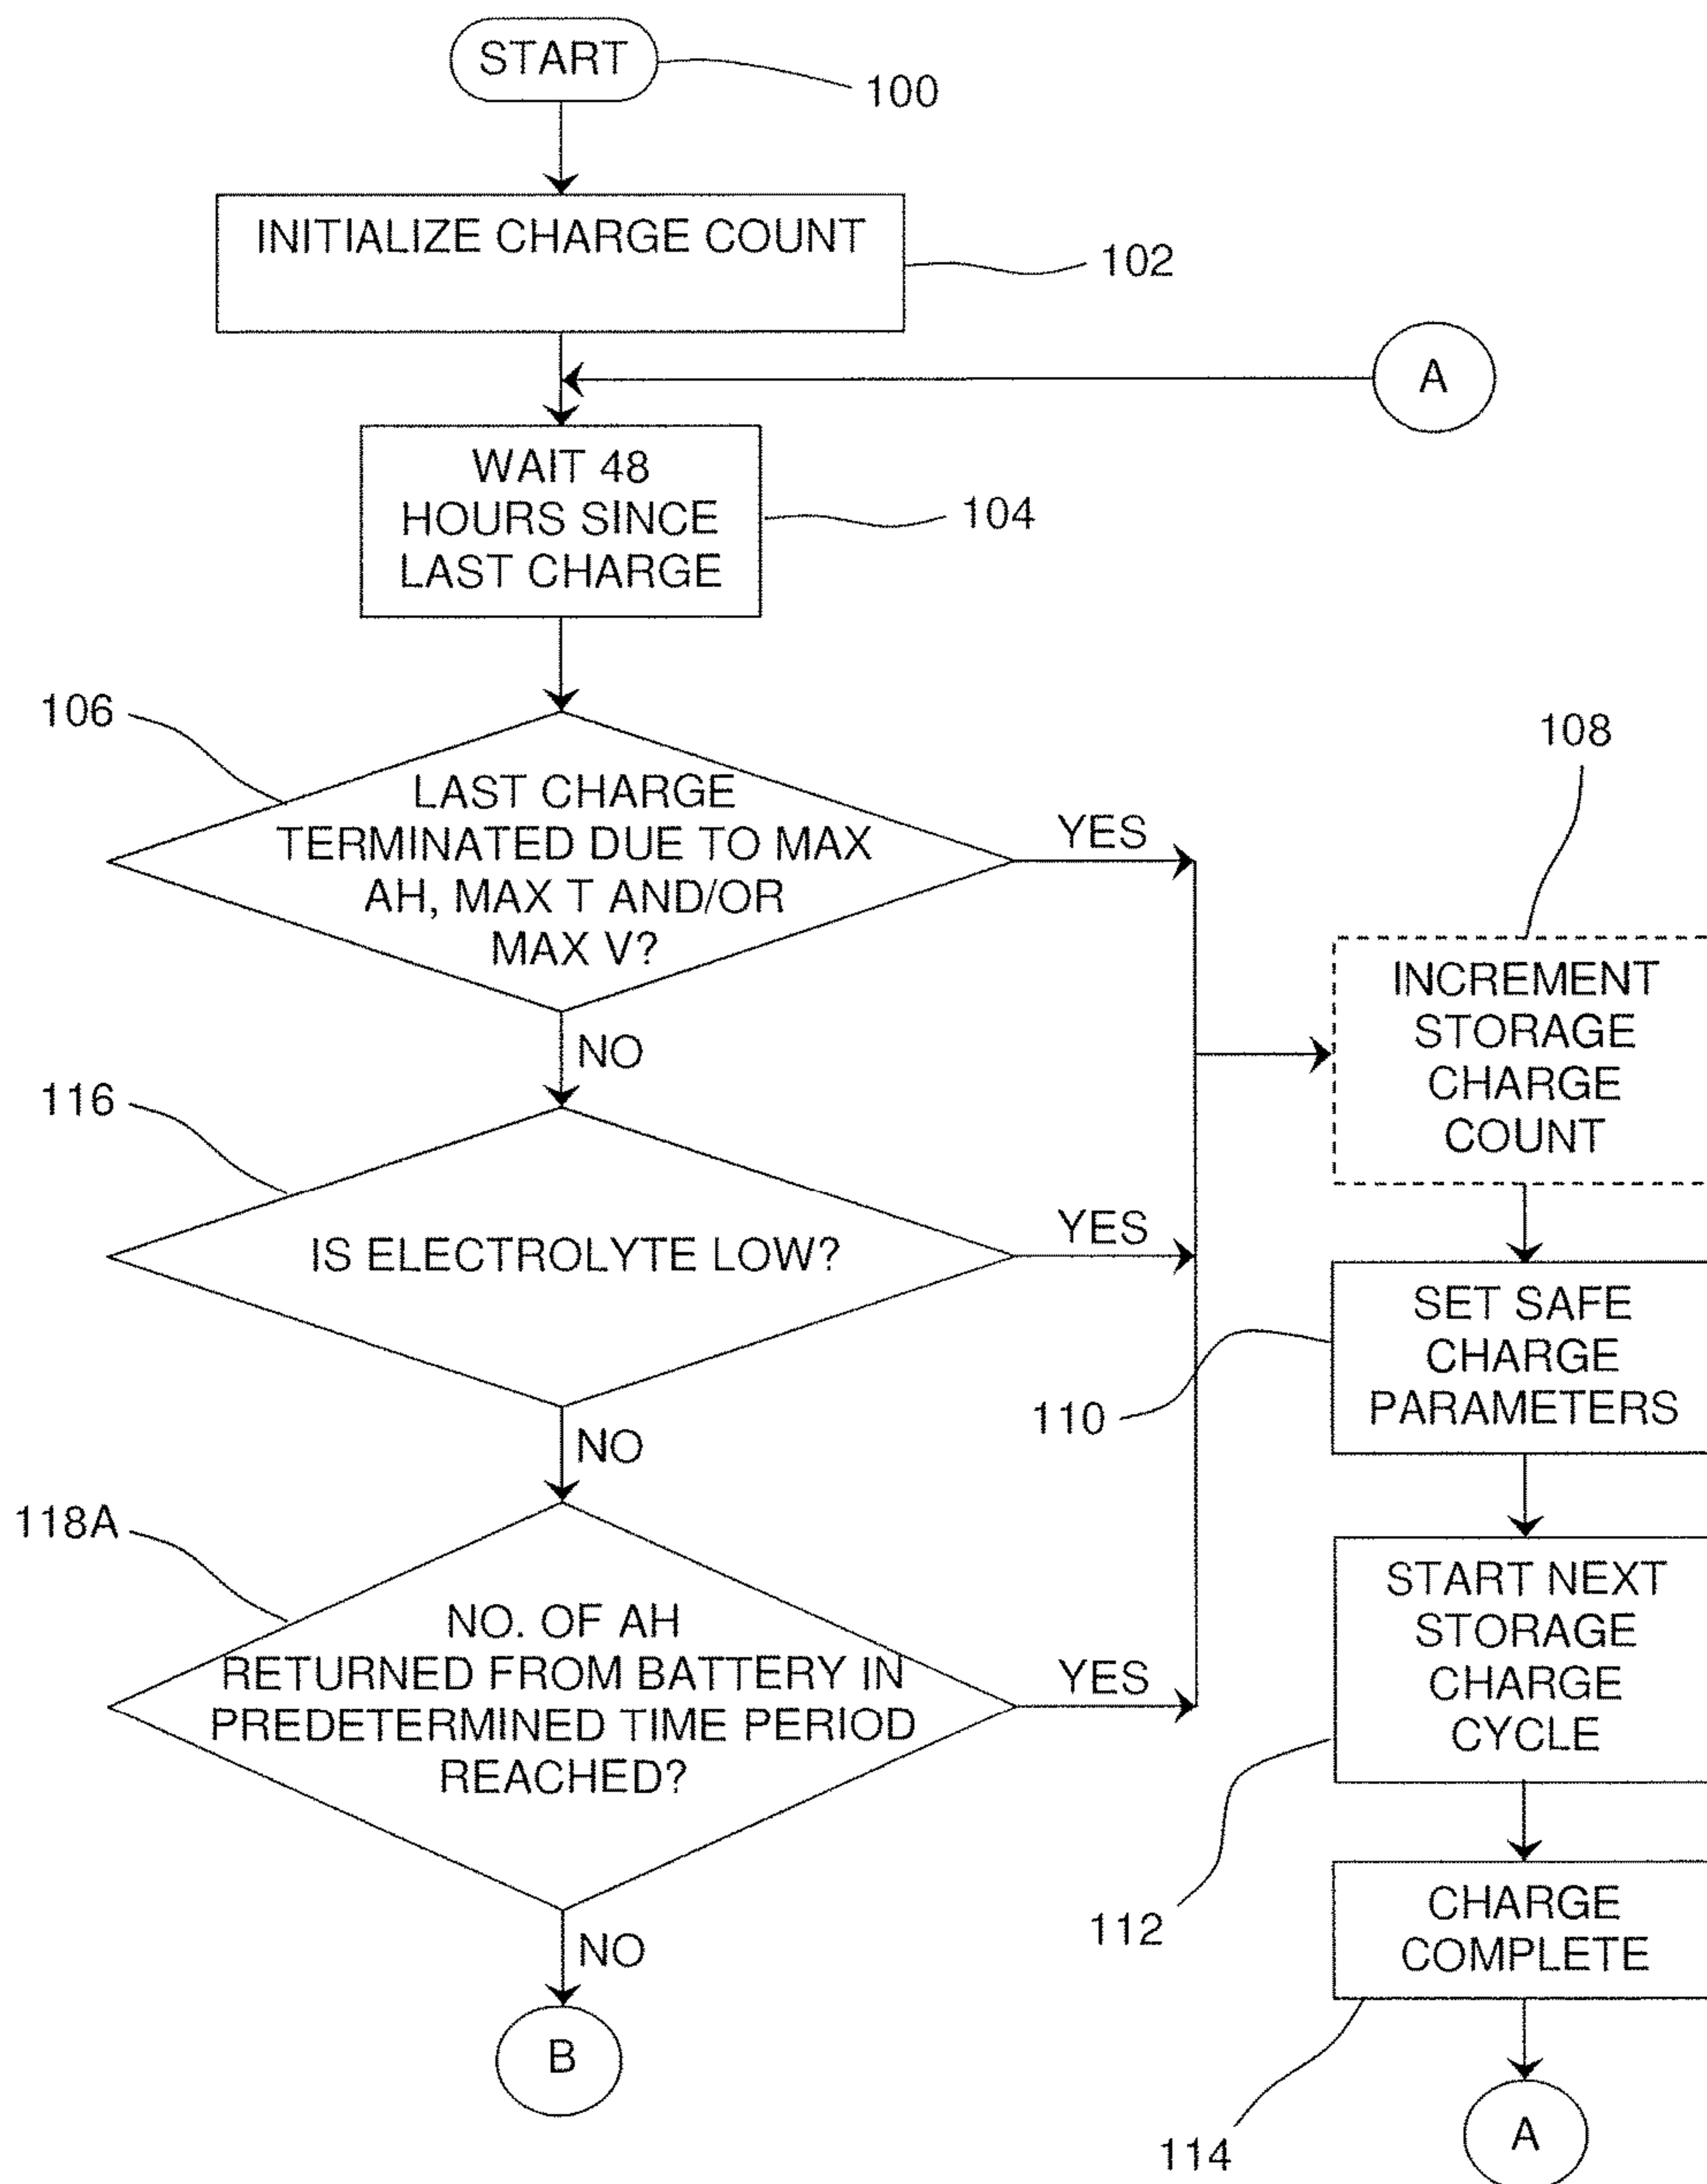 START
100
INITIALIZE CHARGE COUNT
102
A
WAIT 48
HOURS SINCE
LAST CHARGE
104
106
LAST CHARGE
TERMINATED DUE TO MAX
AH, MAX T AND/OR
MAX V?
YES
NO
108
INCREMENT
STORAGE
CHARGE
COUNT
116
IS ELECTROLYTE LOW?
YES
NO
110
SET SAFE
CHARGE
PARAMETERS
118A
NO. OF AH
RETURNED FROM BATTERY IN
PREDETERMINED TIME PERIOD
REACHED?
YES
NO
START NEXT
STORAGE
CHARGE
CYCLE
112
CHARGE
COMPLETE
114
B
A